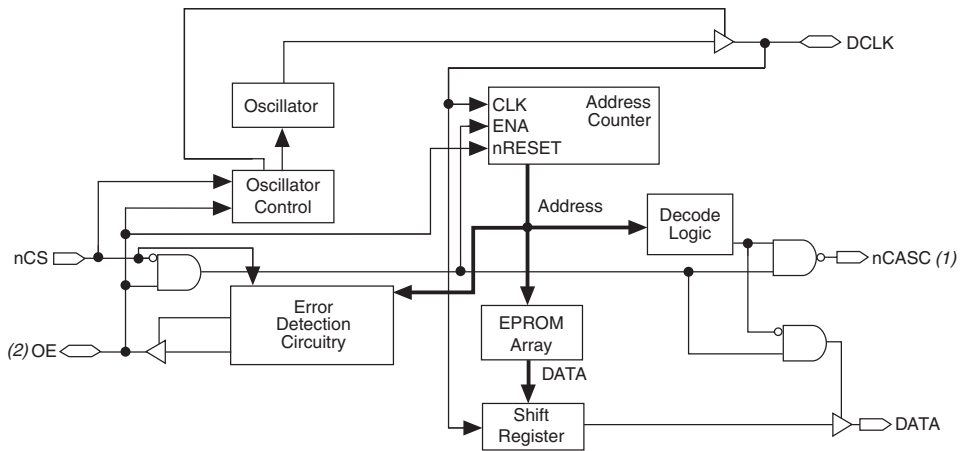 DCLK
Oscillator
CLK
Address
Counter
ENA
nRESET
Oscillator
Control
Address
Decode
Logic
nCS
nCASC (1)
Error
Detection
Circuitry
EPROM
Array
(2) OE
DATA
Shift
Register
DATA